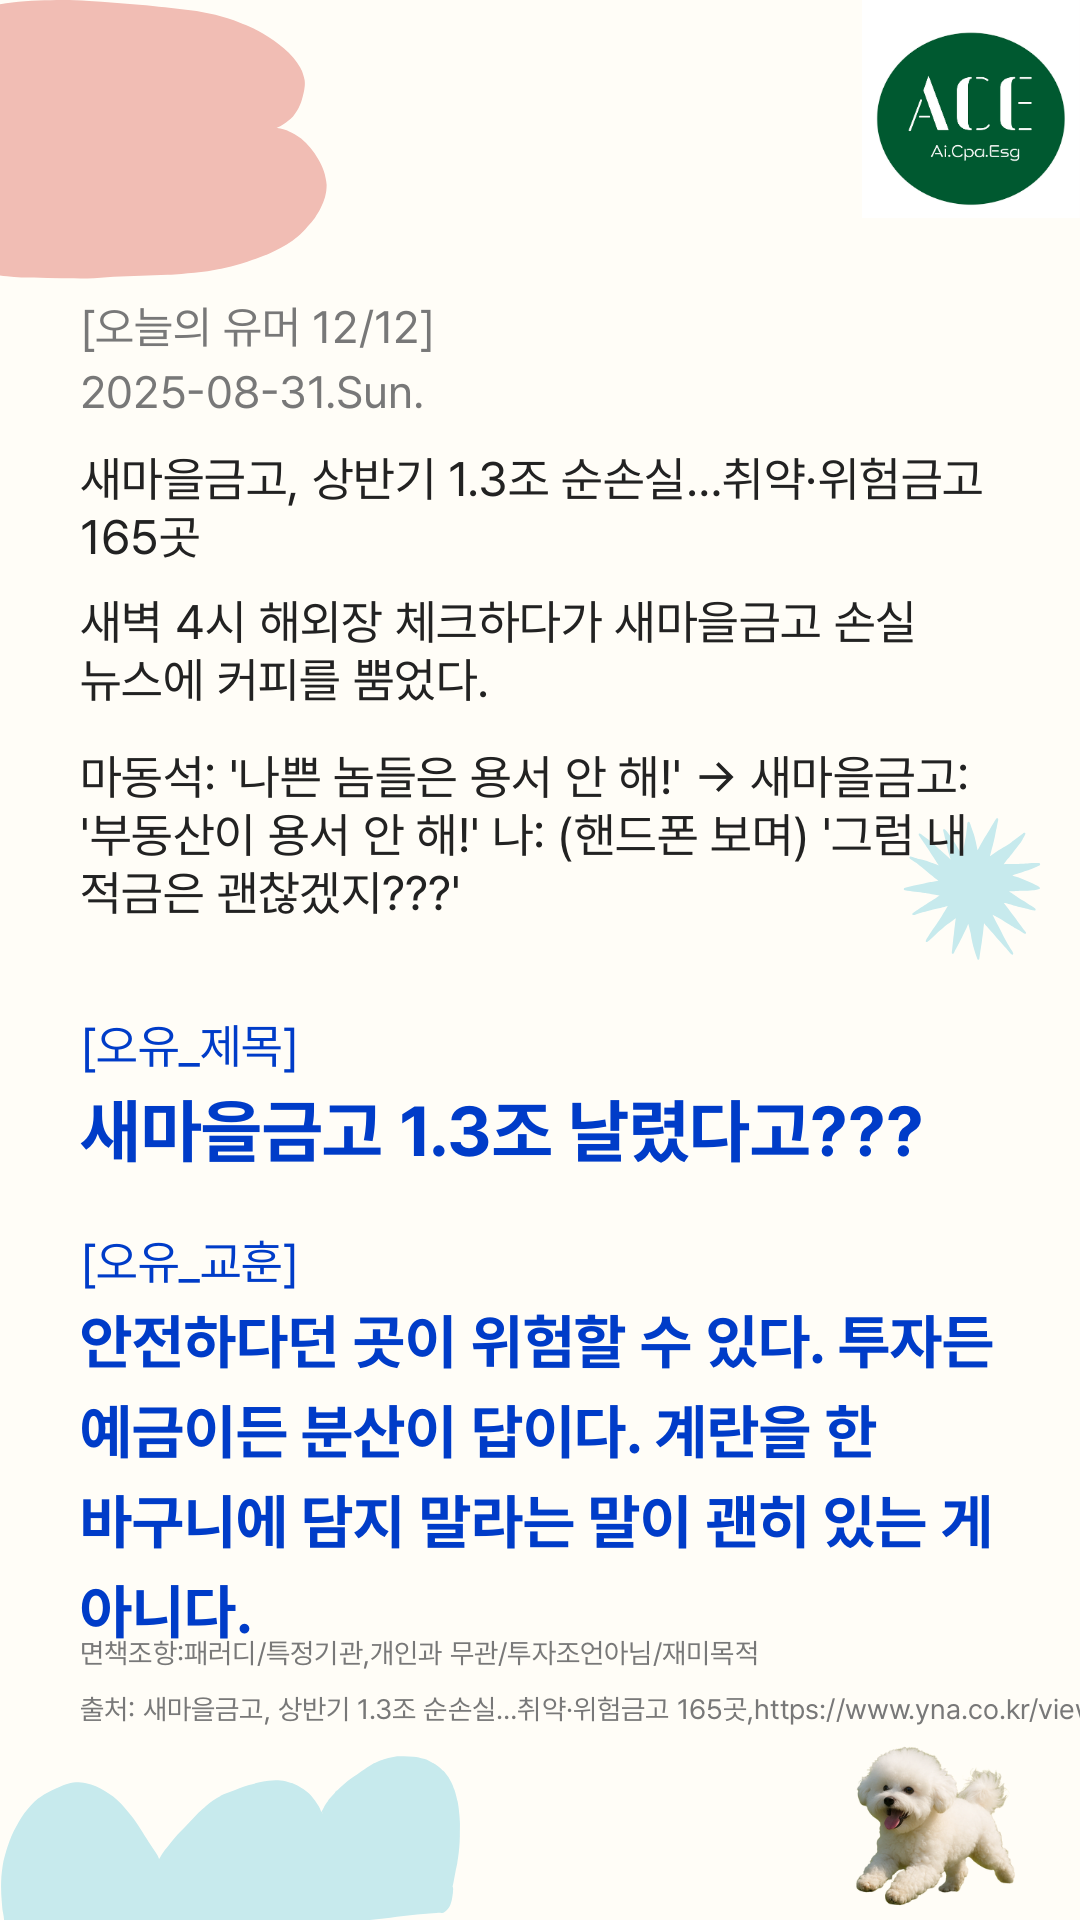 ACE
Ai.Cpa.Esg
[오늘의 유머 12/12]
2025-08-31.Sun.
새마을금고, 상반기 1.3조 순손실…취약·위험금고
165곳
새벽 4시 해외장 체크하다가 새마을금고 손실
뉴스에 커피를 뿜었다.
마동석: '나쁜 놈들은 용서 안 해!' → 새마을금고:
'부동산이 용서 안 해!' 나: (핸드폰 보며) '그럼 내
적금은 괜찮겠지???'
[오유_제목]
새마을금고 1.3조 날렸다고???
[오유_교훈]
안전하다던 곳이 위험할 수 있다. 투자든
예금이든 분산이 답이다. 계란을 한
바구니에 담지 말라는 말이 괜히 있는 게
아니다.
면책조항:패러디/특정기관,개인과 무관/투자조언아님/재미목적
출처: 새마을금고, 상반기 1.3조 순손실…취약·위험금고 165곳,https://www.yna.co.kr/view